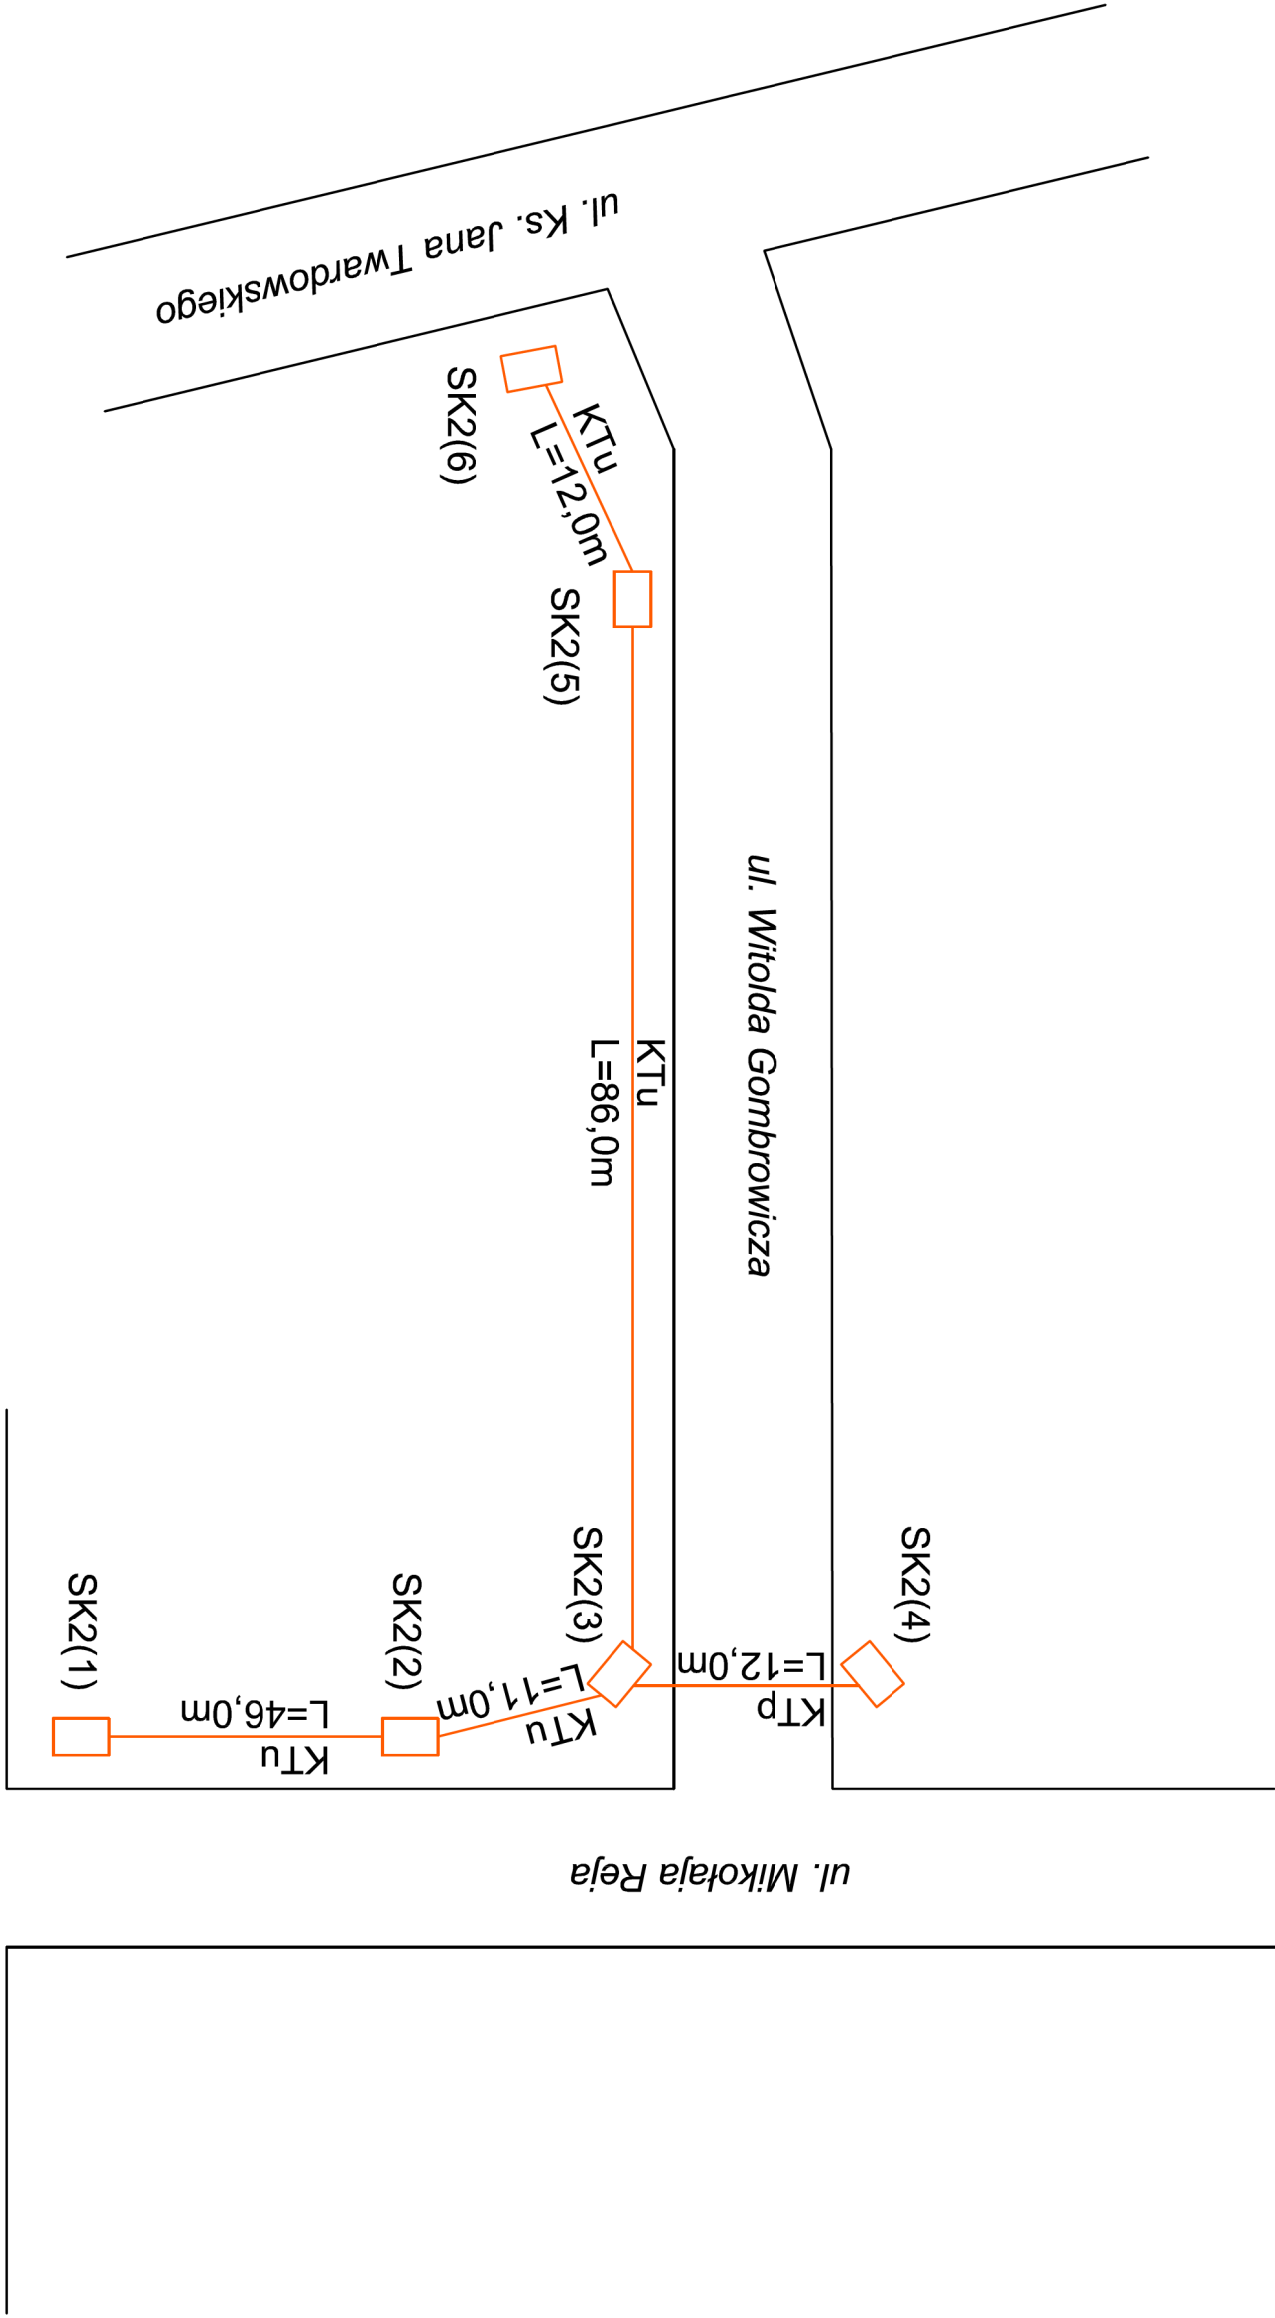 ul. Ks. Jana Twardowskiego
SK2(6)
KTu
L=12,0m
SK2(5)
ul. Witolda Gombrowicza
KTu
L=86,0m
SK2(3)
SK2(4)
SK2(1)
SK2(2)
L=46,0m
KTu
L=11,0m
KTu
L=12,0m
KTp
ul. Mikołaja Reja